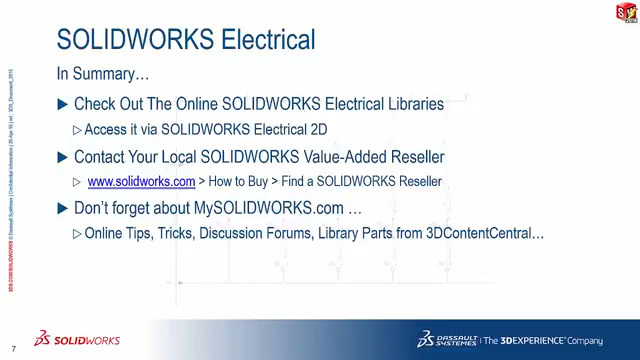 SOLIDWORKS Electrical
In Summary…
Check Out The Online SOLIDWORKS Electrical Libraries
Access it via SOLIDWORKS Electrical 2D
Contact Your Local SOLIDWORKS Value-Added Reseller
www.solidworks.com > How to Buy > Find a SOLIDWORKS Reseller
Don't forget about MySOLIDWORKS.com …
Online Tips, Tricks, Discussion Forums, Library Parts from 3DContentCentral…
7
SOLIDWORKS
DASSAULT SYSTEMES | The 3DEXPERIENCE Company